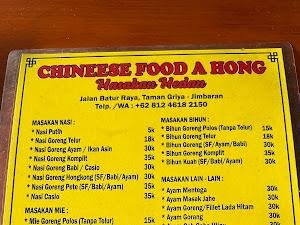 CHINEESE FOOD A HONG
Masakan Medan
Jalan Batur Raya, Taman Griya - Jimbaran
Telp. /WA : +62 812 4618 2150
MASAKAN NASI :
* Nasi Putih 5k
* Nasi Goreng Telur 18k
* Nasi Goreng Ayam / Ikan Asin 30k
* Nasi Goreng Komplit 35k
* Nasi Goreng Babi / Casio 30k
* Nasi Goreng Hongkong (SF/Babi/Ayam) 30k
* Nasi Goreng Pete (SF/Babi/Ayam) 35k
* Nasi Casio 35k
MASAKAN MIE :
* Mie Goreng Polos (Tanpa Telur) 15k
MASAKAN BIHUN :
* Bihun Goreng Polos (Tanpa Telur) 15k
* Bihun Goreng Telur 18k
* Bihun Goreng (SF/Babi/Ayam) 30k
* Bihun Goreng Komplit 35k
* Bihun Kuah (SF/Babi/Ayam) 30k
MASAKAN LAIN - LAIN :
* Ayam Mentega 30k
* Ayam Masak Jahe 30k
* Ayam Goreng/Fillet Lada Hitam 30k
* Ayam Goreng 30k